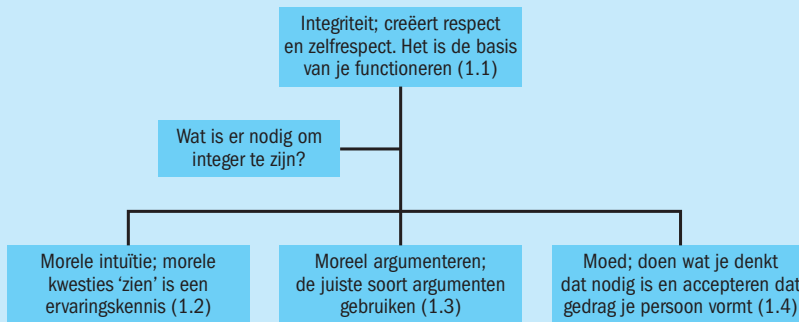 Integriteit; creëert respect
en zelfrespect. Het is de basis
van je functioneren (1.1)
Wat is er nodig om
integer te zijn?
Morele intuïtie; morele
kwesties ‘zien’ is een
ervaringskennis (1.2)
Moreel argumenteren;
de juiste soort argumenten
gebruiken (1.3)
Moed; doen wat je denkt
dat nodig is en accepteren dat
gedrag je persoon vormt (1.4)